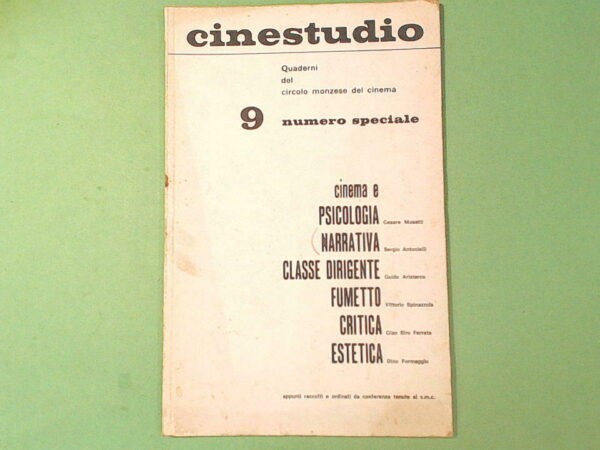 cinestudio
Quaderni
del
circolo monzese del cinema
9 numero speciale
cinema e
PSICOLOGIA Cesare Musatti
NARRATIVA Sergio Antonielli
CLASSE DIRIGENTE Guido Aristarco
FUMETTO Vittorio Spinazzola
CRITICA Gian Siro Ferrata
ESTETICA Dino Formaggio
appunti raccolti e ordinati da conferenze tenute al c.m.c.